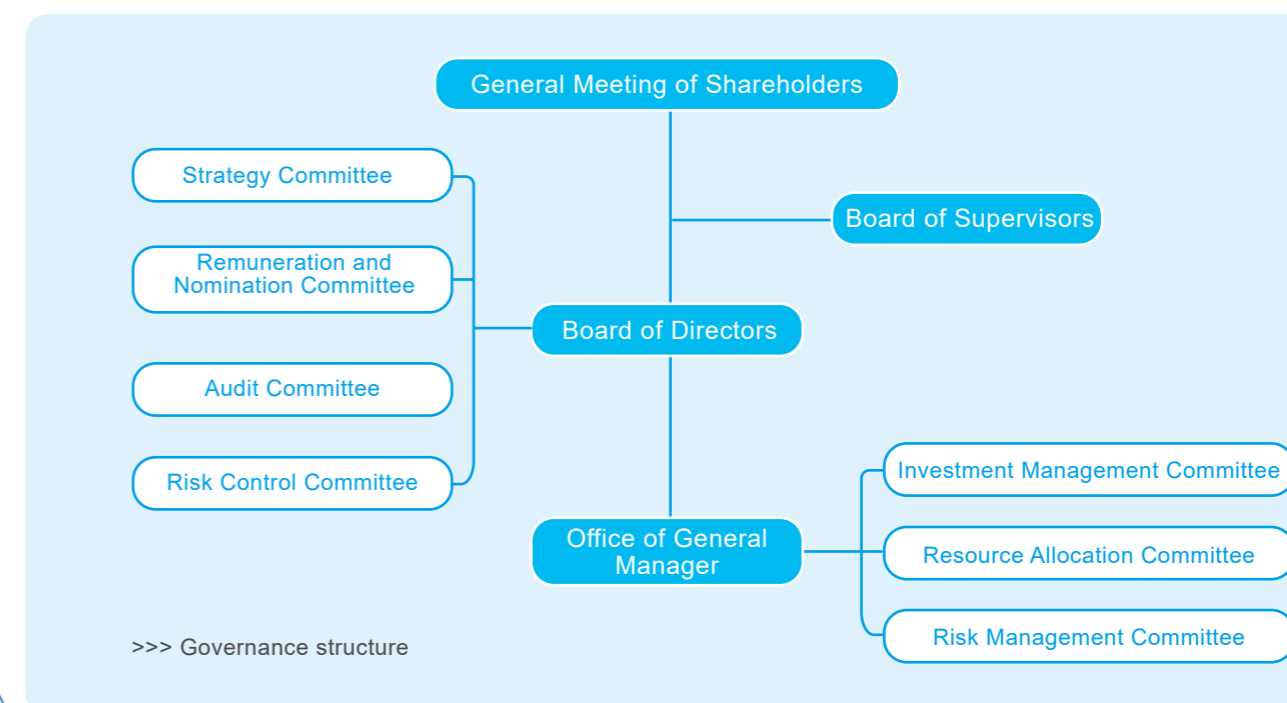 General Meeting of Shareholders
Strategy Committee
Board of Supervisors
Remuneration and
Nomination Committee
Board of Directors
Audit Committee
Risk Control Committee
Investment Management Committee
Office of General
Manager
Resource Allocation Committee
Risk Management Committee
>>> Governance structure